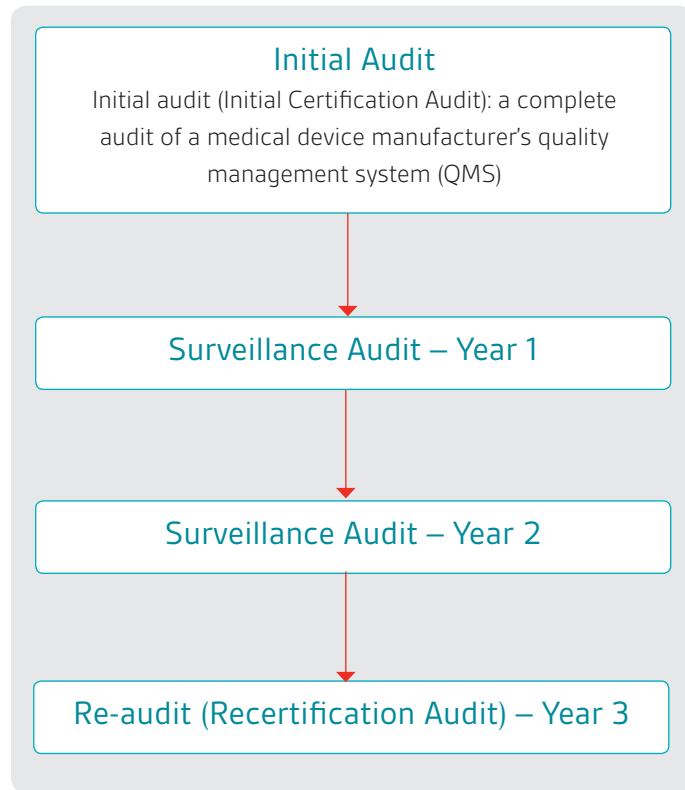 Initial Audit
Initial audit (Initial Certification Audit): a complete
audit of a medical device manufacturer’s quality
management system (QMS)
Surveillance Audit – Year 1
Surveillance Audit – Year 2
Re-audit (Recertification Audit) – Year 3